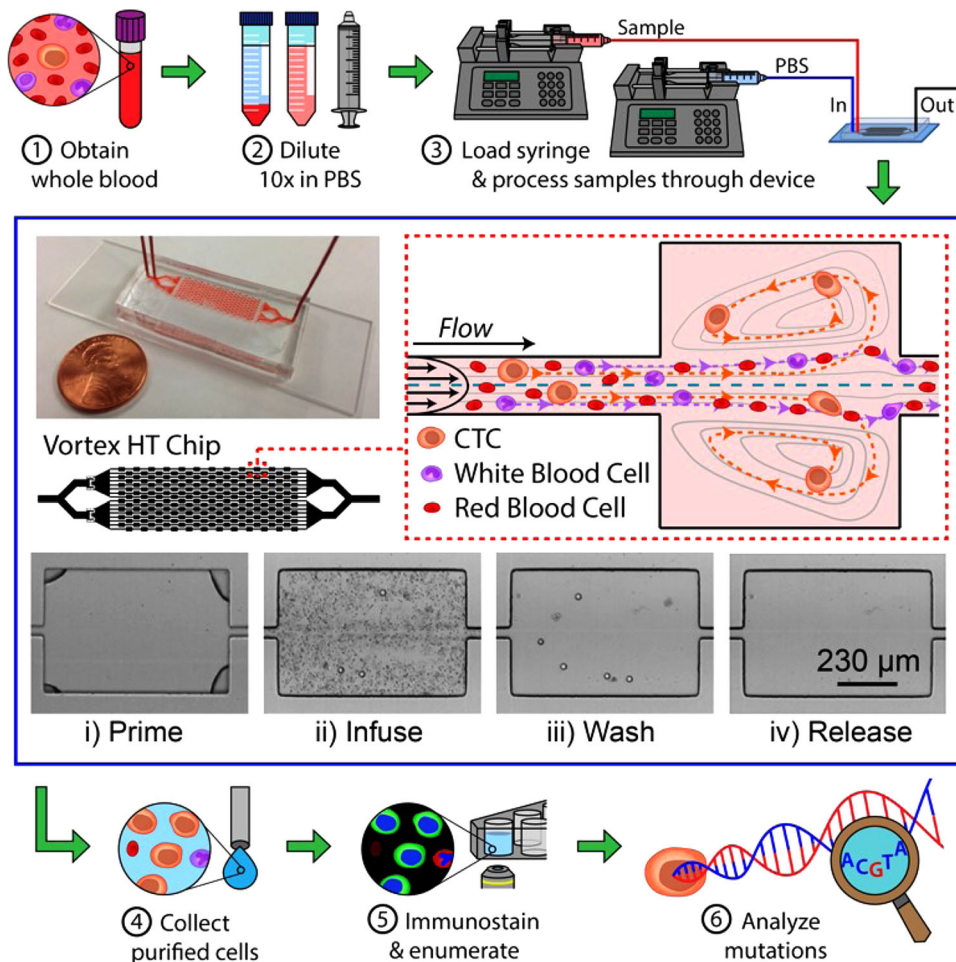 Sample
PBS
In
Out
1 Obtain
whole blood
2 Dilute
10x in PBS
3 Load syringe
& process samples through device
Flow
CTC
White Blood Cell
Red Blood Cell
Vortex HT Chip
230 µm
i) Prime
ii) Infuse
iii) Wash
iv) Release
4 Collect
purified cells
5 Immunostain
& enumerate
ACGTA
6 Analyze
mutations